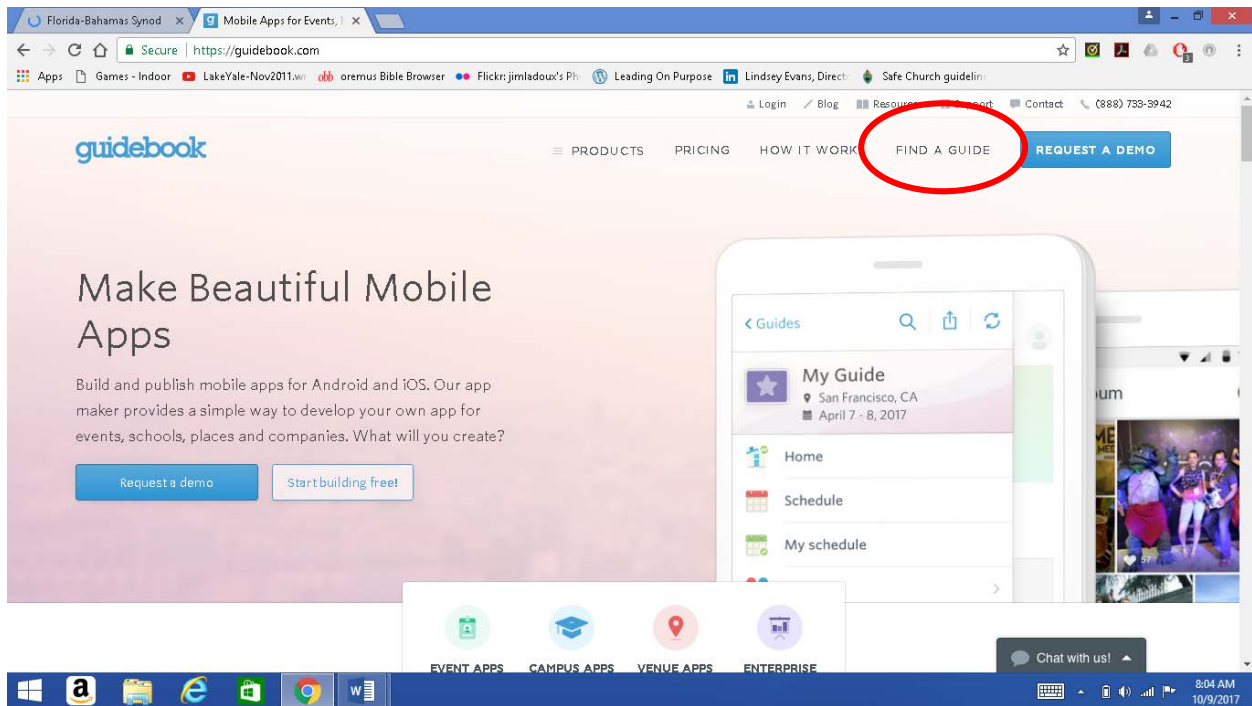 Florida-Bahamas Synod
Mobile Apps for Events,
Secure https://guidebook.com
Apps Games - Indoor LakeYale-Nov2011.w oremus Bible Browser Flickr: jimladoux's Ph Leading On Purpose Lindsey Evans, Direct Safe Church guidelin
Login / Blog Support Contact (888) 733-3942
guidebook
PRODUCTS PRICING HOW IT WORK FIND A GUIDE REQUEST A DEMO
Make Beautiful Mobile
Apps
Build and publish mobile apps for Android and iOS. Our app
maker provides a simple way to develop your own app for
events, schools, places and companies. What will you create?
Request a demo Start building free!
Guides
My Guide
San Francisco, CA
April 7 - 8, 2017
Home
Schedule
My schedule
um
57
EVENT APPS CAMPUS APPS VENUE APPS ENTERPRISE
Chat with us!
8:04 AM
10/9/2017